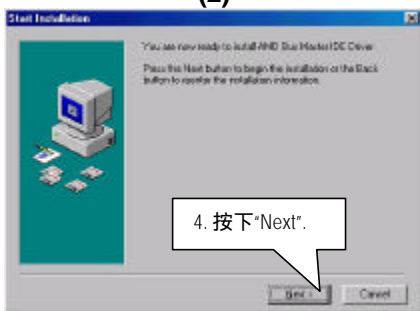 (2)
Start Installation
You are now ready to install AMD Bus Master IDE Driver.
Press the Next button to begin the installation or the Back
button to reenter the installation information.
4. 按下“Next”.
Next >
Cancel